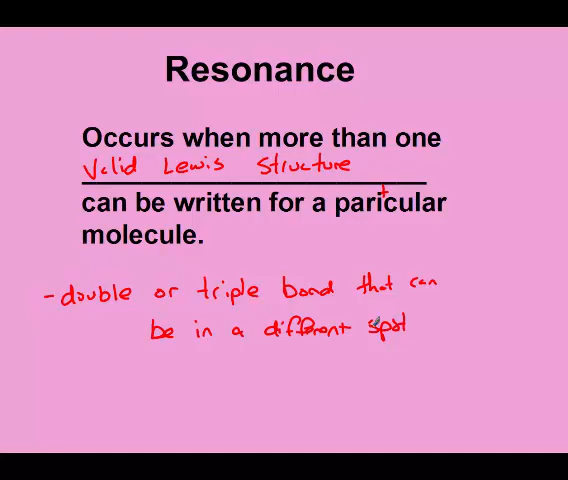 Resonance
Occurs when more than one
Valid Lewis Structure
can be written for a paritcular
molecule.
- double or triple bond that can
be in a different spot